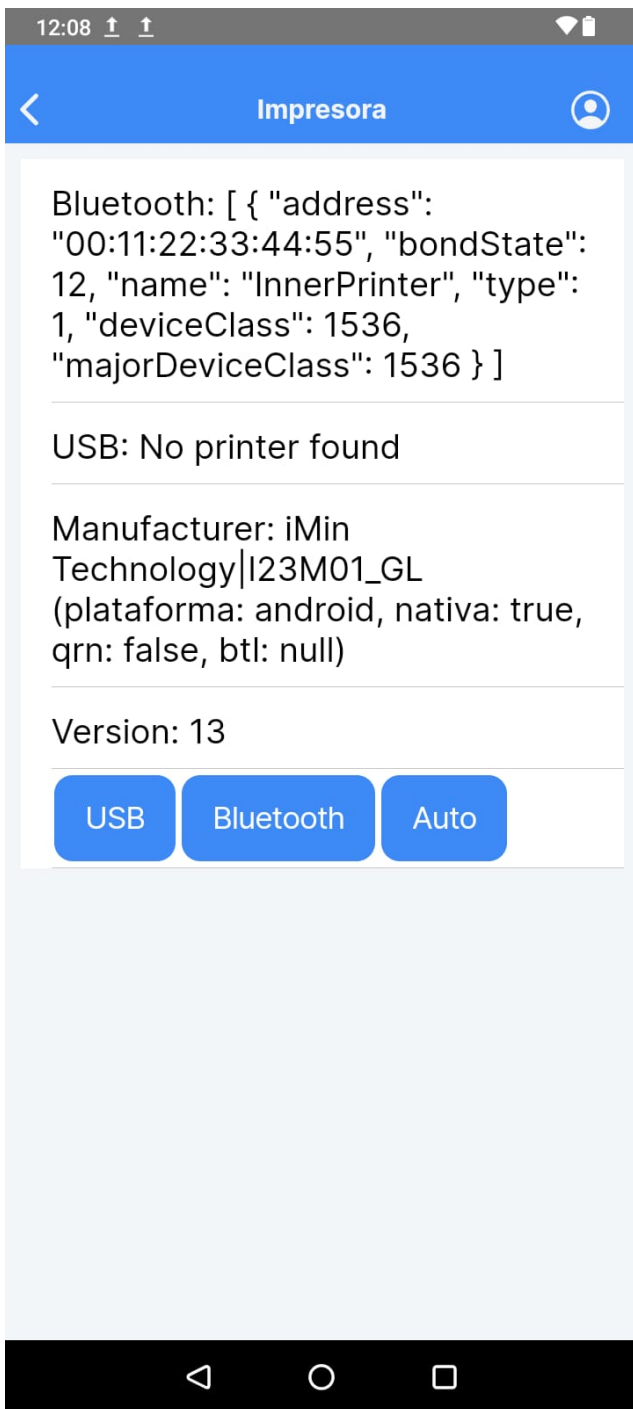 12:08
Impresora
Bluetooth: [ { "address":
"00:11:22:33:44:55", "bondState":
12, "name": "InnerPrinter", "type":
1, "deviceClass": 1536,
"majorDeviceClass": 1536 } ]
USB: No printer found
Manufacturer: iMin
Technology|I23M01_GL
(plataforma: android, nativa: true,
qrn: false, btl: null)
Version: 13
USB Bluetooth Auto